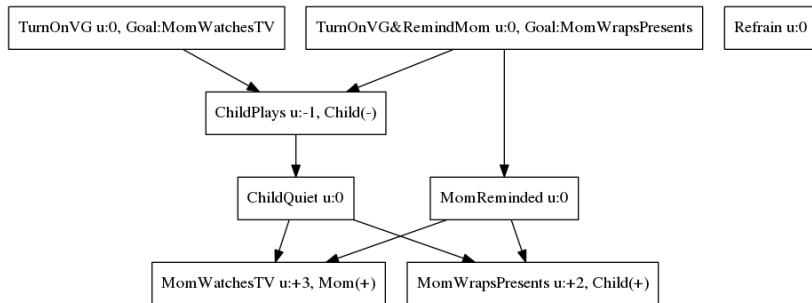 TurnOnVG u:0, Goal:MomWatchesTV
TurnOnVG&RemindMom u:0, Goal:MomWrapsPresents
Refrain u:0
ChildPlays u:-1, Child(-)
ChildQuiet u:0
MomReminded u:0
MomWatchesTV u:+3, Mom(+)
MomWrapsPresents u:+2, Child(+)